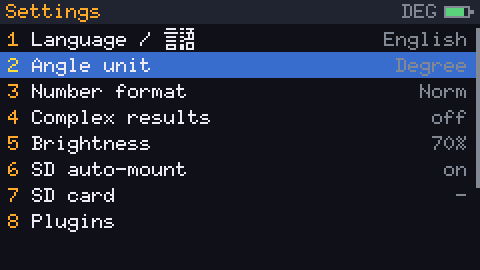 Settings DEG
1 Language / 言語 English
2 Angle unit Degree
3 Number format Norm
4 Complex results off
5 Brightness 70%
6 SD auto-mount on
7 SD card -
8 Plugins